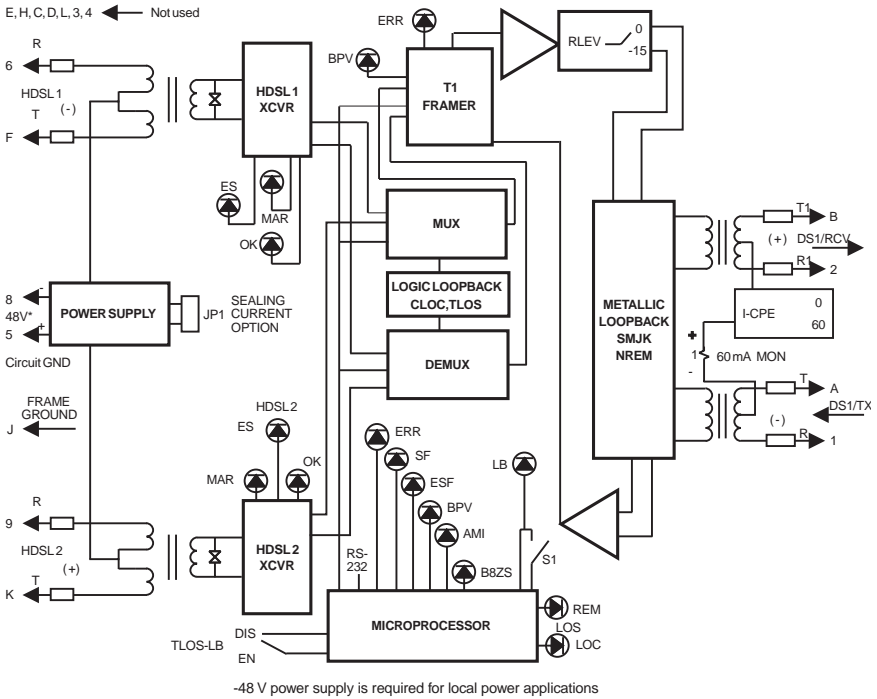 E, H, C, D, L, 3, 4 Not used
R
6
HDSL 1
T (-)
F
HDSL 1
XCVR
ES
MAR
OK
ERR
BPV
T1
FRAMER
RLEV 0
-15
MUX
LOGIC LOOPBACK
CLOC, TLOS
DEMUX
METALLIC
LOOPBACK
SMJK
NREM
T1 B
(+) DS1/RCV
R1 2
I-CPE 0
60
+
1
-
60 mA MON
T A
DS1/TX
(-)
R 1
8 -
48V*
5 +
POWER SUPPLY
JP1 SEALING
CURRENT
OPTION
Circuit GND
FRAME
GROUND
J
HDSL 2
ES
MAR
OK
R
9
HDSL 2
T (+)
K
HDSL 2
XCVR
ERR
SF
ESF
BPV
AMI
B8ZS
LB
S1
RS-
232
MICROPROCESSOR
REM
LOS
LOC
TLOS-LB DIS
EN
-48 V power supply is required for local power applications